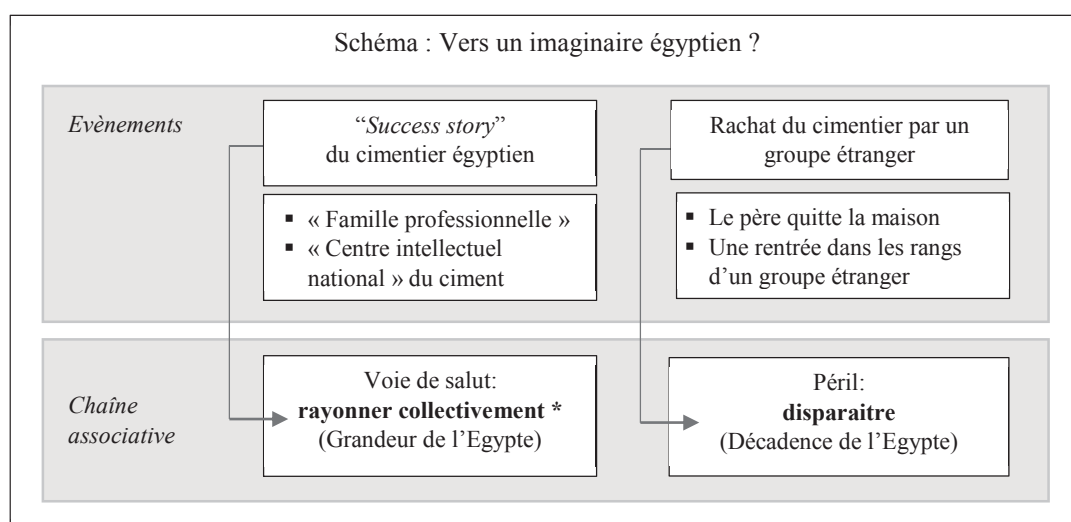 Schéma : Vers un imaginaire égyptien ?
Evènements
“Success story”
du cimentier égyptien
▪ « Famille professionnelle »
▪ « Centre intellectuel
national » du ciment
Rachat du cimentier par un
groupe étranger
▪ Le père quitte la maison
▪ Une rentrée dans les rangs
d’un groupe étranger
Chaîne
associative
Voie de salut:
rayonner collectivement *
(Grandeur de l’Egypte)
Péril:
disparaitre
(Décadence de l’Egypte)